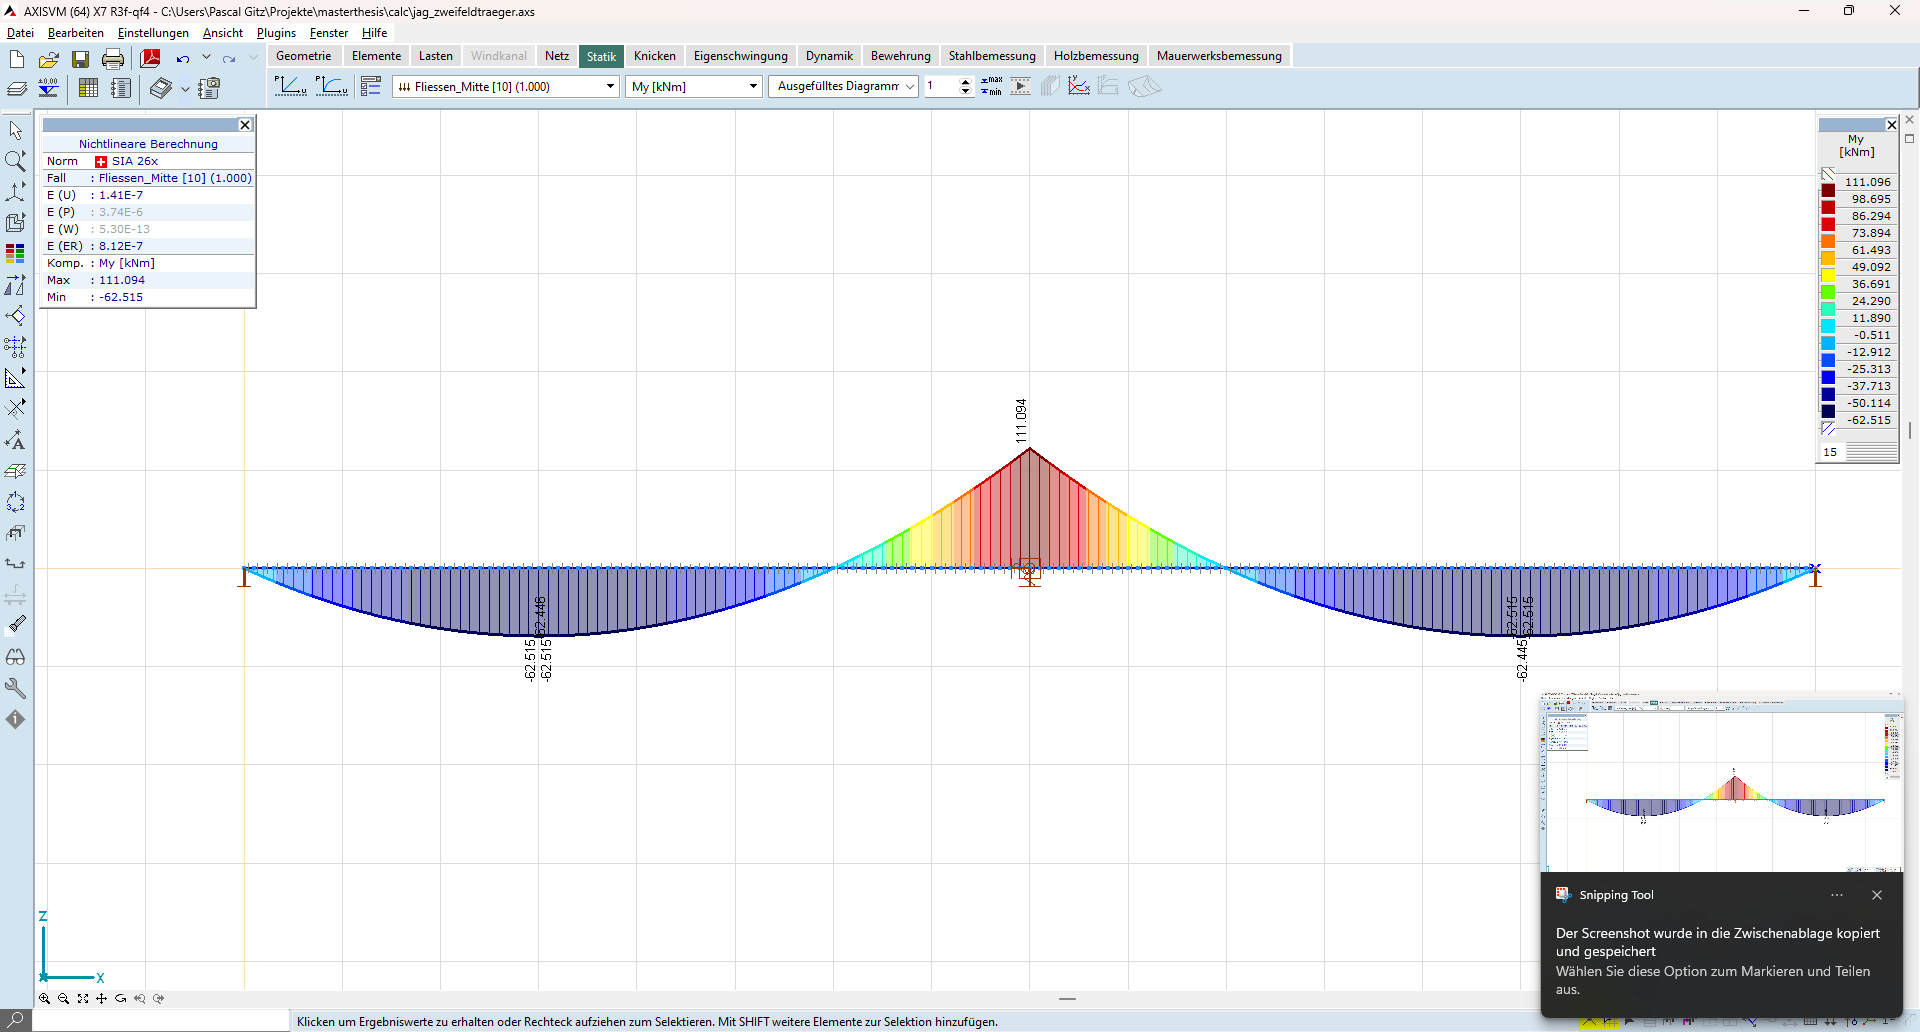 AXISVM (64) X7 R3f-qf4 - C:\Users\Pascal Gitz\Projekte\masterthesis\calc\jag_zweifeldtraeger.axs
Datei Bearbeiten Einstellungen Ansicht Plugins Fenster Hilfe
Geometrie Elemente Lasten Windkanal Netz Statik Knicken Eigenschwingung Dynamik Bewehrung Stahlbemessung Holzbemessung Mauerwerksbemessung
Fliessen_Mitte [10] (1.000) My [kNm] Ausgefülltes Diagramm 1
Nichtlineare Berechnung
Norm SIA 26x
Fall : Fliessen_Mitte [10] (1.000)
E (U) : 1.41E-7
E (P) : 3.74E-6
E (W) : 5.30E-13
E (ER) : 8.12E-7
Komp. : My [kNm]
Max : 111.094
Min : -62.515
My
[kNm]
111.096
98.695
86.294
73.894
61.493
49.092
36.691
24.290
11.890
-0.511
-12.912
-25.313
-37.713
-50.114
-62.515
15
111.094
-62.446
-62.515
-62.515
-62.515
-62.515
-62.445
Z
X
Snipping Tool
Der Screenshot wurde in die Zwischenablage kopiert
und gespeichert
Wählen Sie diese Option zum Markieren und Teilen
aus.
Klicken um Ergebniswerte zu erhalten oder Rechteck aufziehen zum Selektieren. Mit SHIFT weitere Elemente zur Selektion hinzufügen.